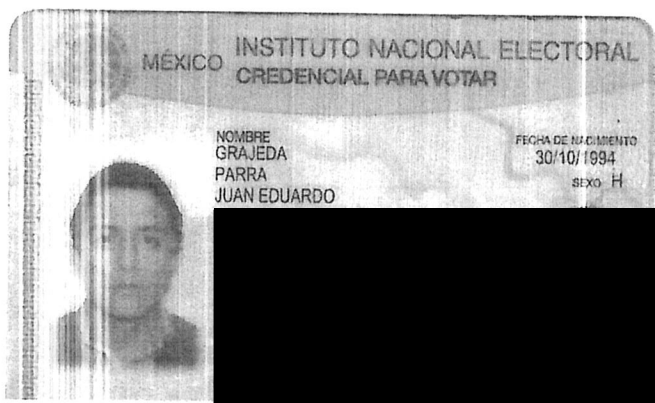 MÉXICO
INSTITUTO NACIONAL ELECTORAL
CREDENCIAL PARA VOTAR
NOMBRE
GRAJEDA
PARRA
JUAN EDUARDO
FECHA DE NACIMIENTO
30/10/1994
SEXO H